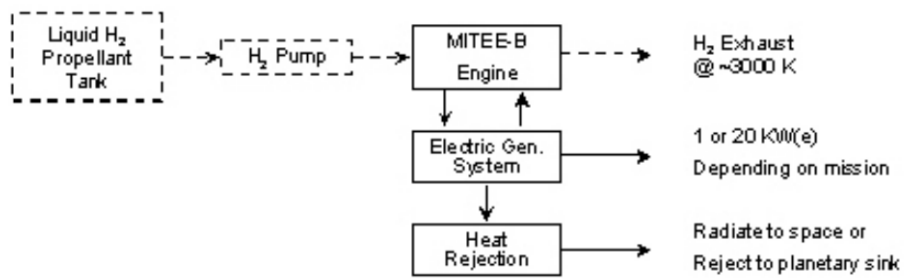 Liquid H₂
Propellant
Tank
H₂ Pump
MITEE-B
Engine
H₂ Exhaust
@ ~3000 K
Electric Gen.
System
1 or 20 KW(e)
Depending on mission
Heat
Rejection
Radiate to space or
Reject to planetary sink